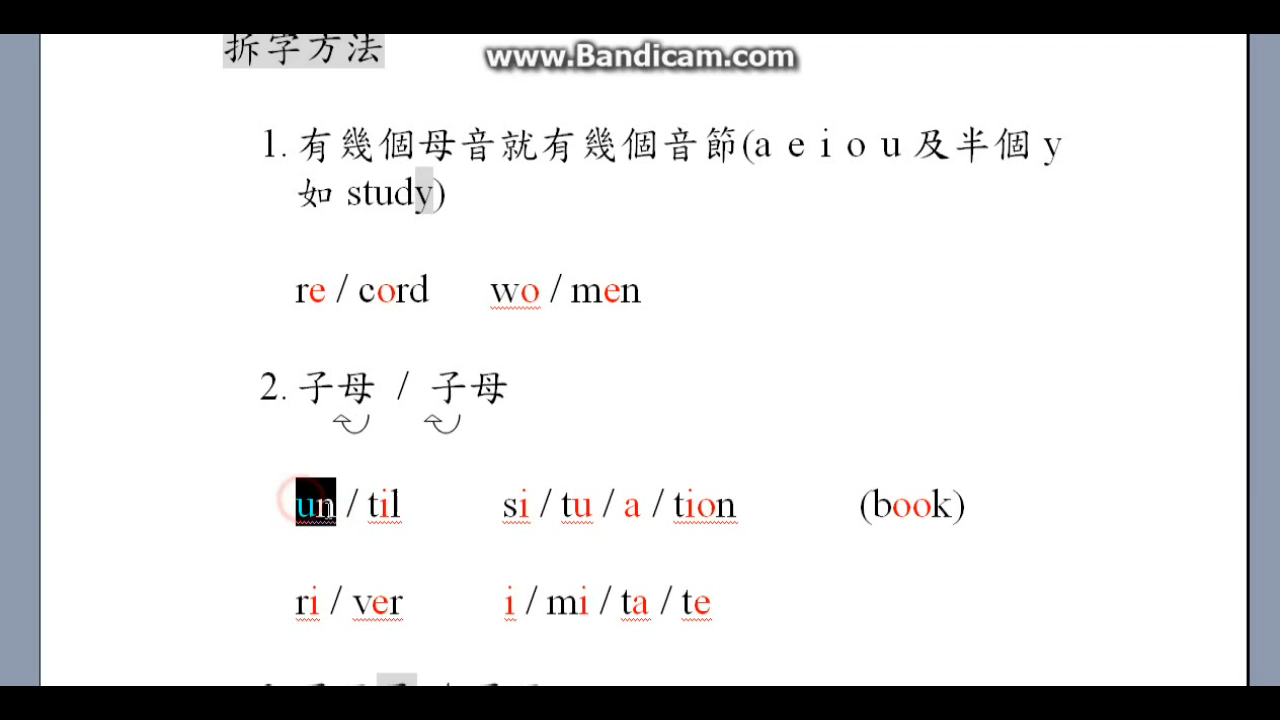 拆字方法
www.Bandicam.com
1. 有幾個母音就有幾個音節(a e i o u 及半個 y
如 study)
re / cord wo / men
2. 子母 / 子母
un / til si / tu / a / tion (book)
ri / ver i / mi / ta / te